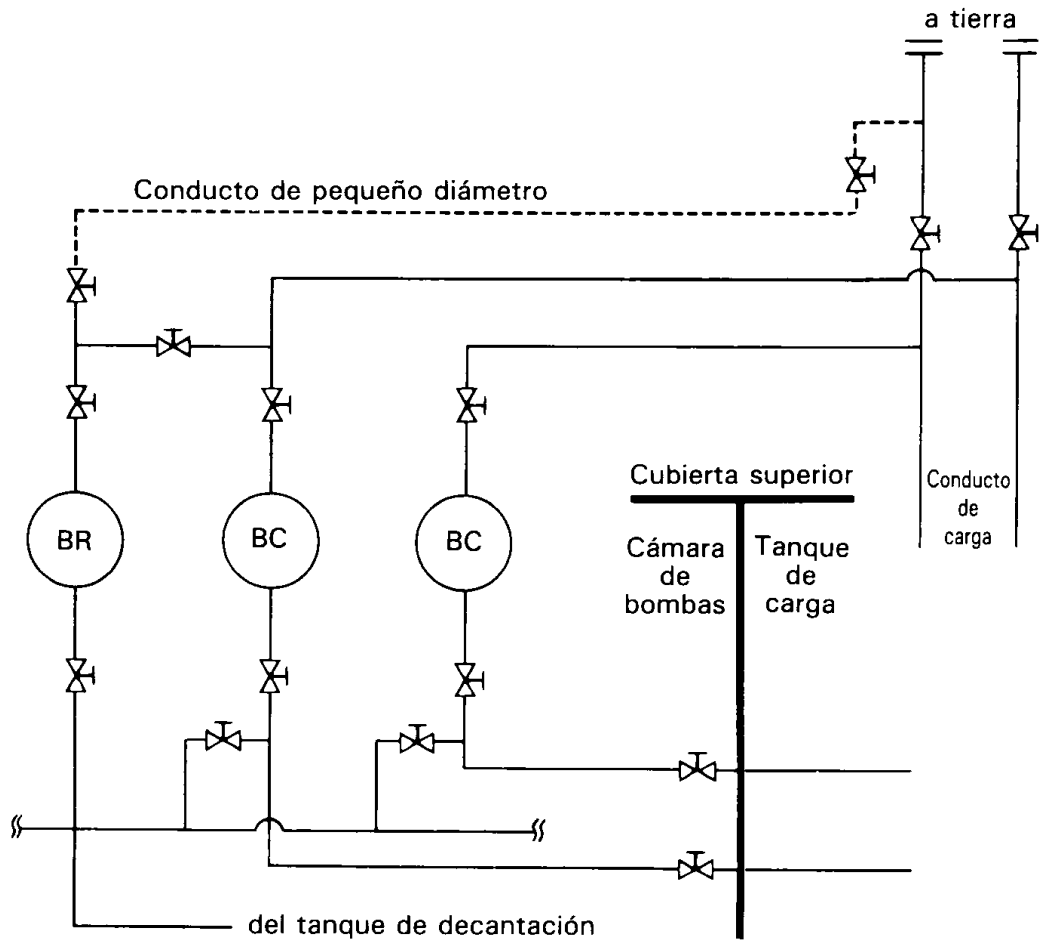 a tierra
Conducto de pequeño diámetro
Conducto
de
carga
Cubierta superior
BR
BC
BC
Cámara
de
bombas
Tanque
de
carga
del tanque de decantación